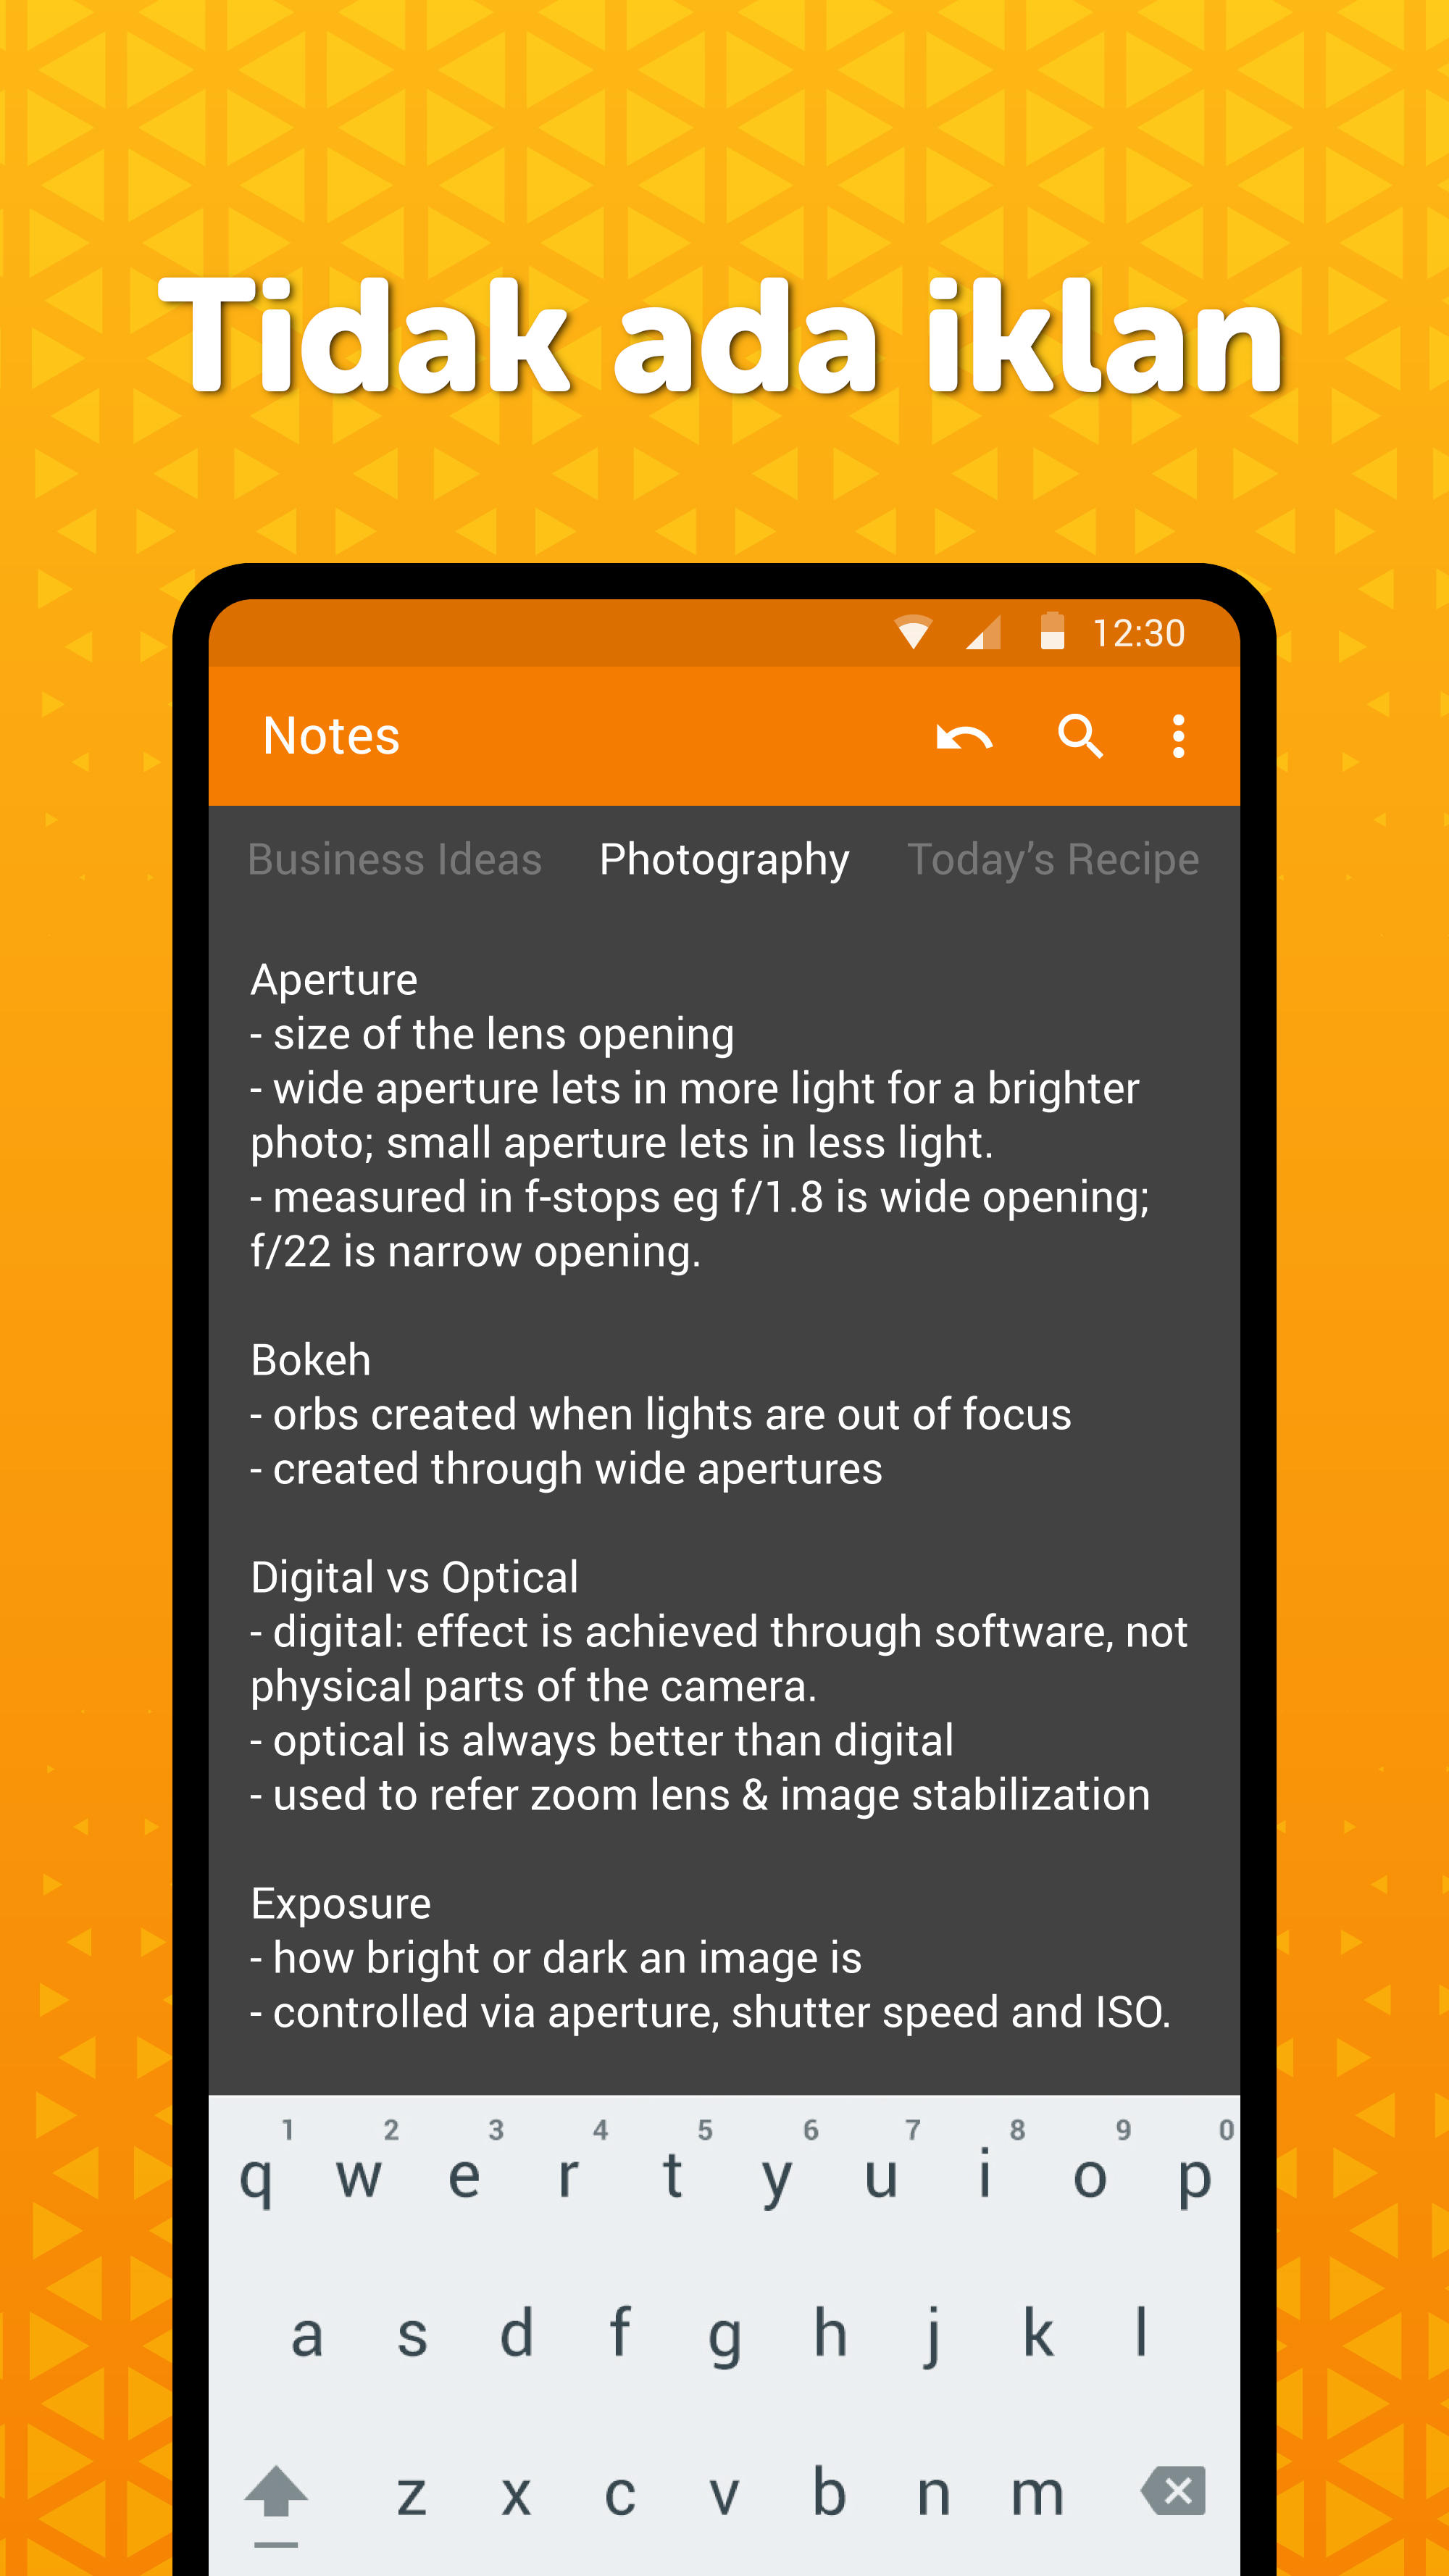 Tidak ada iklan
12:30
Notes
Business Ideas Photography Today's Recipe
Aperture
- size of the lens opening
- wide aperture lets in more light for a brighter
photo; small aperture lets in less light.
- measured in f-stops eg f/1.8 is wide opening;
f/22 is narrow opening.
Bokeh
- orbs created when lights are out of focus
- created through wide apertures
Digital vs Optical
- digital: effect is achieved through software, not
physical parts of the camera.
- optical is always better than digital
- used to refer zoom lens & image stabilization
Exposure
- how bright or dark an image is
- controlled via aperture, shutter speed and ISO.
1 2 3 4 5 6 7 8 9 0
q w e r t y u i o p
a s d f g h j k l
z x c v b n m